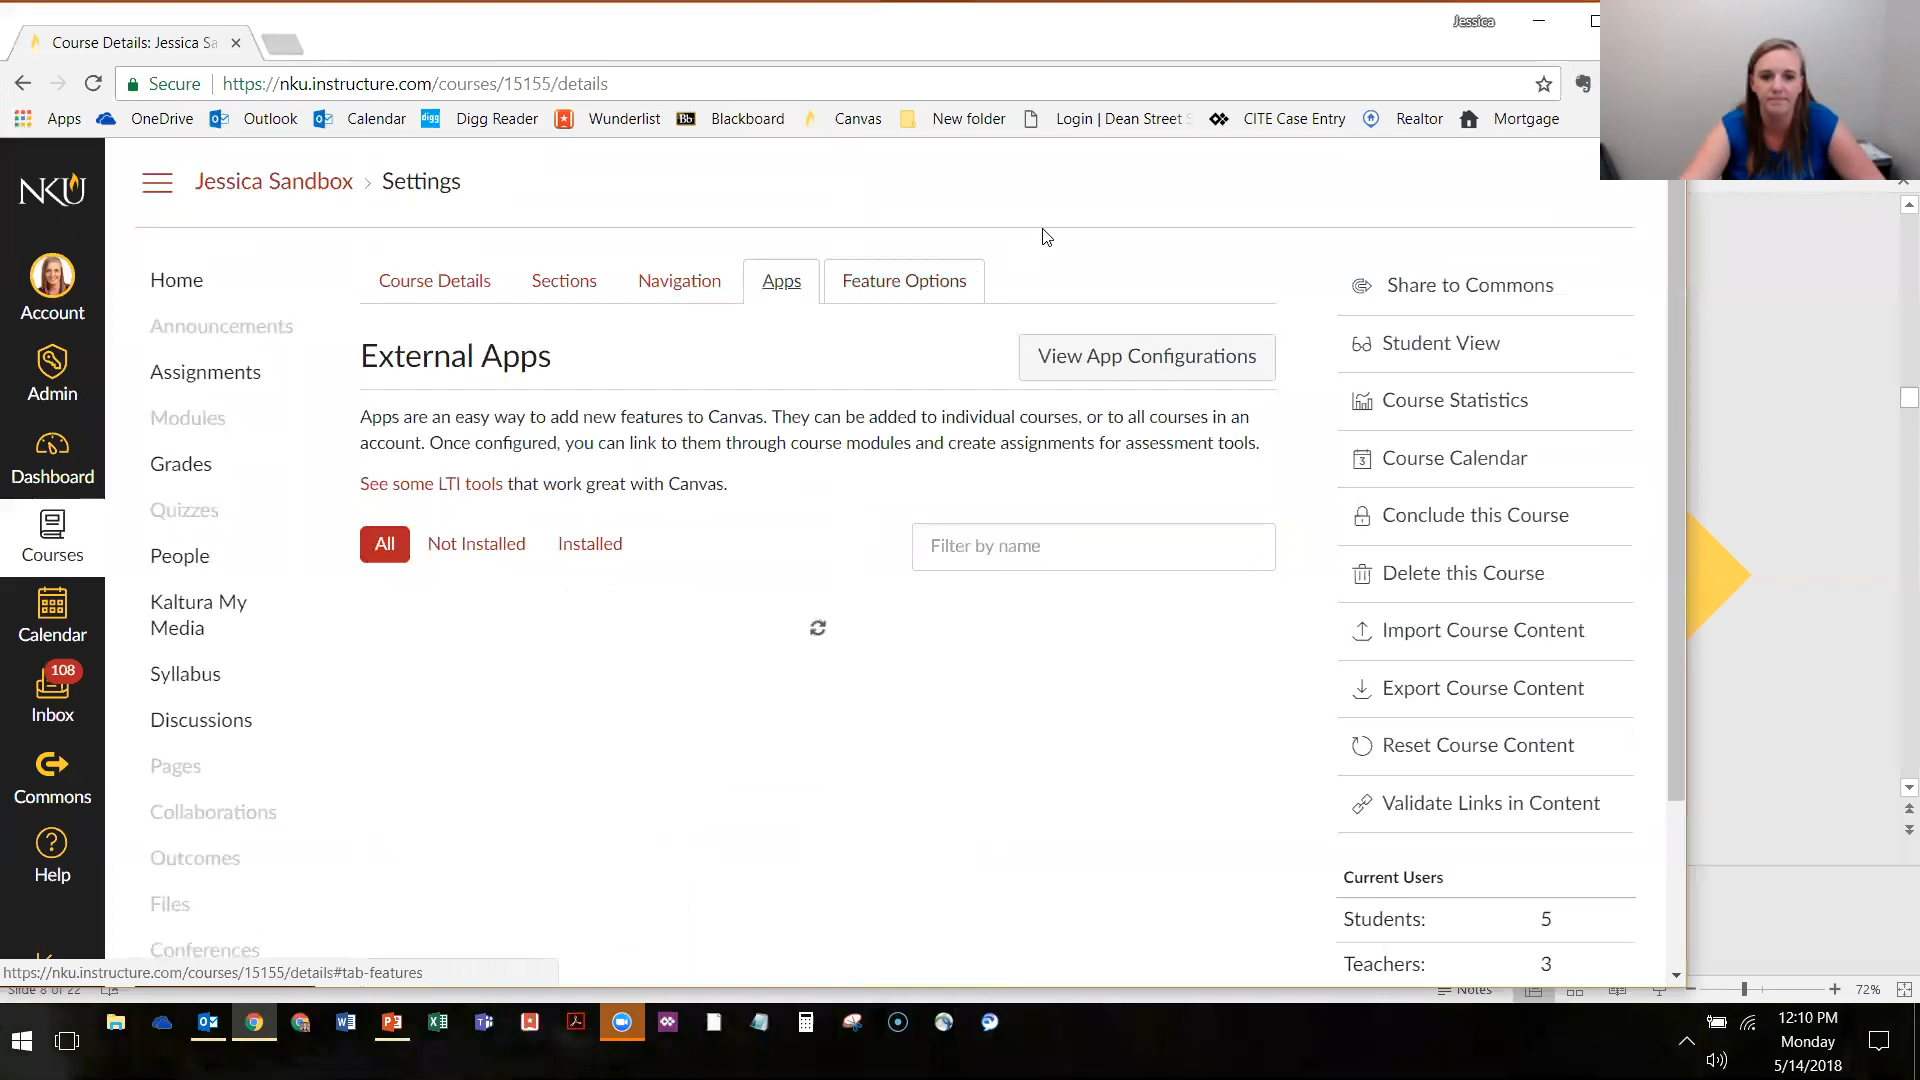 Jessica
Course Details: Jessica Sa
Secure
https://nku.instructure.com/courses/15155/details
Apps
OneDrive
Outlook
Calendar
digg
Digg Reader
Wunderlist
Bb
Blackboard
Canvas
New folder
Login | Dean Street S
CITE Case Entry
Realtor
Mortgage
NKU
Account
Admin
Dashboard
Courses
Calendar
108
Inbox
Commons
Help
Jessica Sandbox > Settings
Home
Announcements
Assignments
Modules
Grades
Quizzes
People
Kaltura My
Media
Syllabus
Discussions
Pages
Collaborations
Outcomes
Files
Conferences
Course Details
Sections
Navigation
Apps
Feature Options
External Apps
View App Configurations
Apps are an easy way to add new features to Canvas. They can be added to individual courses, or to all courses in an
account. Once configured, you can link to them through course modules and create assignments for assessment tools.
See some LTI tools that work great with Canvas.
All
Not Installed
Installed
Filter by name
Share to Commons
Student View
Course Statistics
3
Course Calendar
Conclude this Course
Delete this Course
Import Course Content
Export Course Content
Reset Course Content
Validate Links in Content
Current Users
Students: 5
Teachers: 3
https://nku.instructure.com/courses/15155/details#tab-features
Slide 8 of 22
Notes
72%
12:10 PM
Monday
5/14/2018